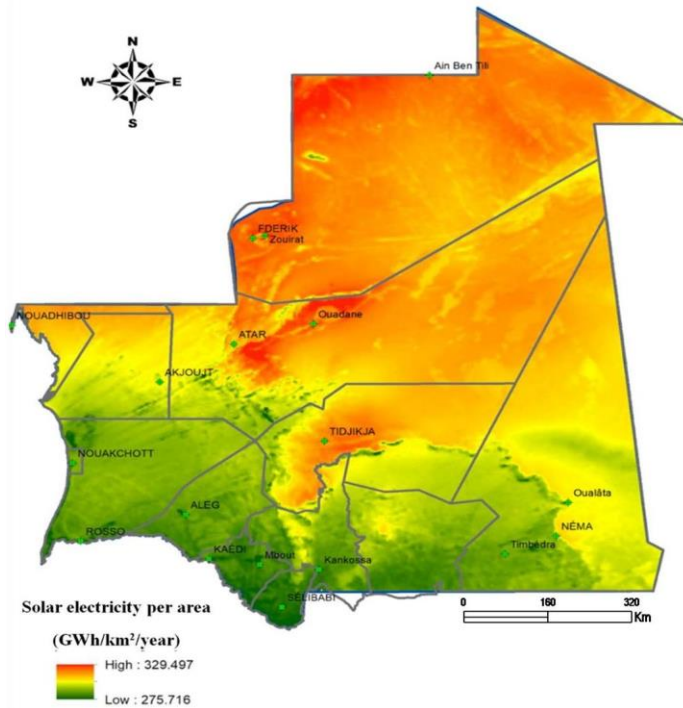 N
W E
S
Ain Ben Tili
FDERIK
Zouirat
Ouadane
NOUADHIBOU
ATAR
AKJOUJT
TIDJIKJA
NOUAKCHOTT
Oualâta
ALEG
NÉMA
ROSSO
Timbédra
KAÉDI
Mbout
Kankossa
SÉLIBABI
Solar electricity per area
(GWh/km²/year)
High : 329.497
Low : 275.716
0 160 320
Km